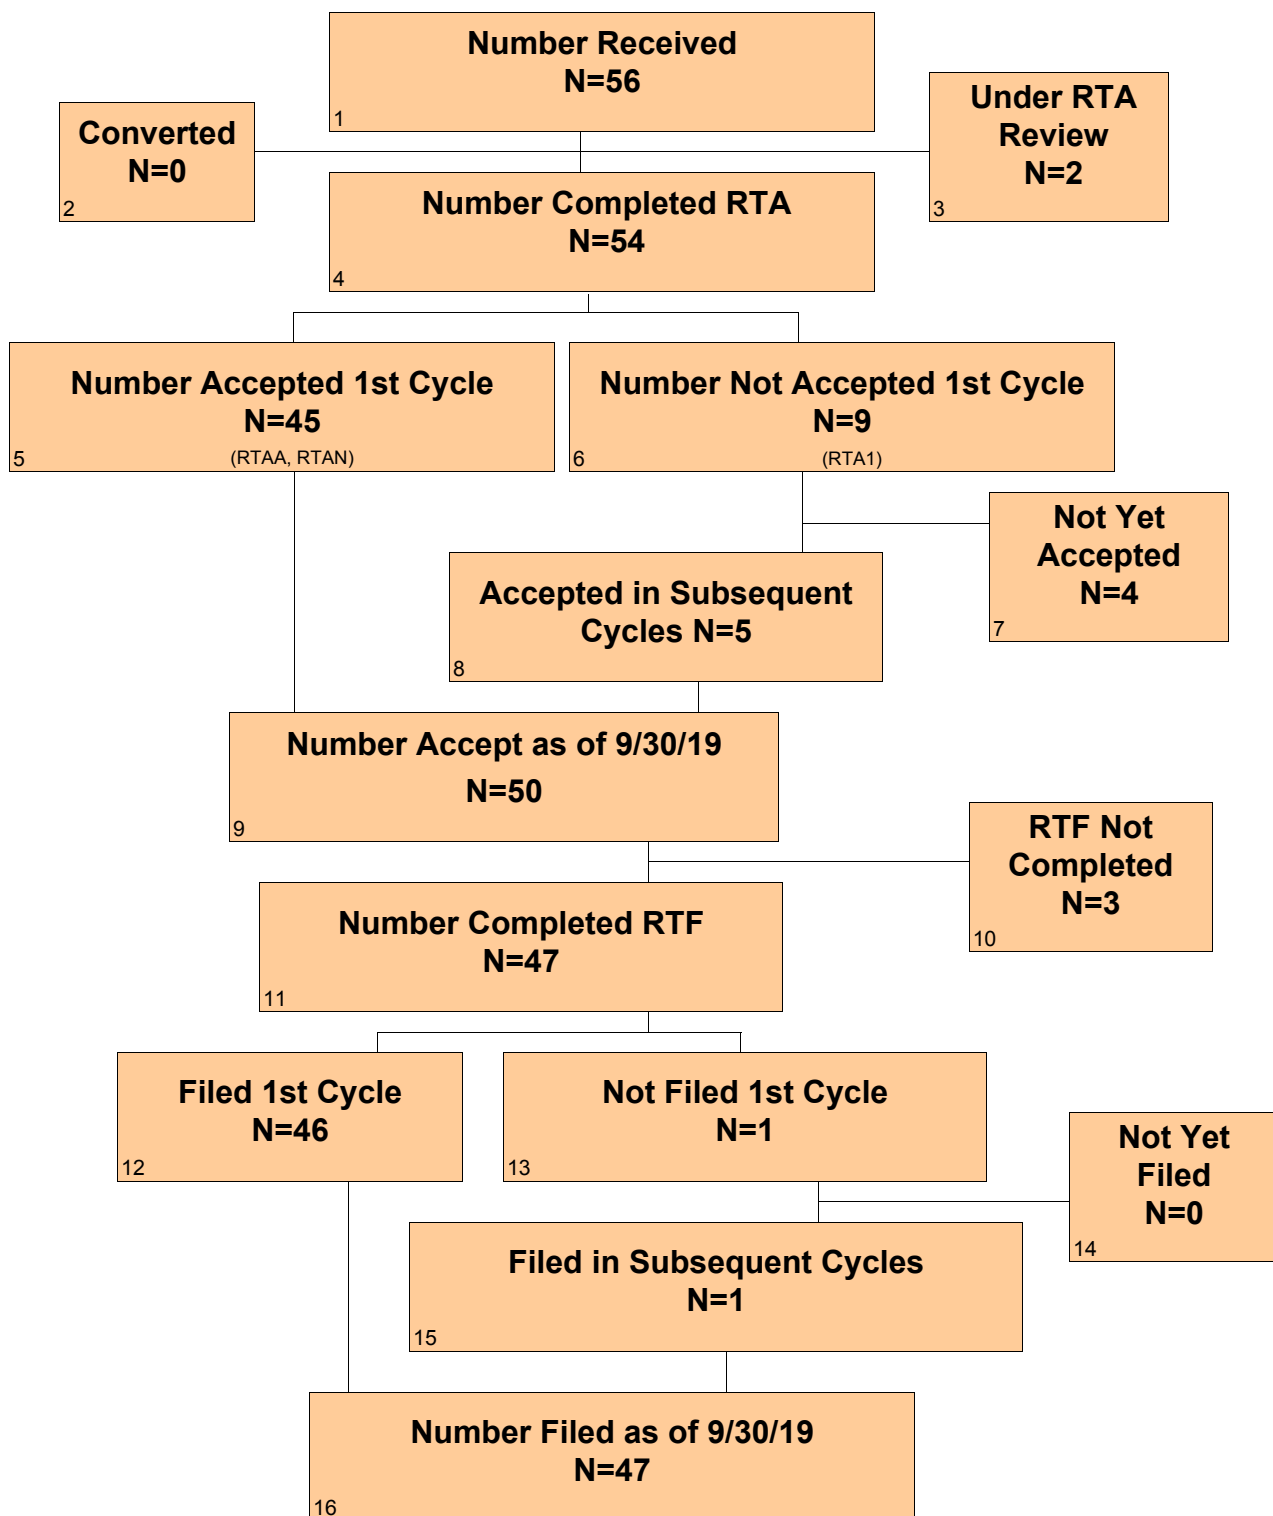 Number Received
N=56
1
Converted
N=0
2
Under RTA
Review
N=2
3
Number Completed RTA
N=54
4
Number Accepted 1st Cycle
N=45
(RTAA, RTAN)
5
Number Not Accepted 1st Cycle
N=9
(RTA1)
6
Not Yet
Accepted
N=4
7
Accepted in Subsequent
Cycles N=5
8
Number Accept as of 9/30/19
N=50
9
RTF Not
Completed
N=3
10
Number Completed RTF
N=47
11
Filed 1st Cycle
N=46
12
Not Filed 1st Cycle
N=1
13
Not Yet
Filed
N=0
14
Filed in Subsequent Cycles
N=1
15
Number Filed as of 9/30/19
N=47
16